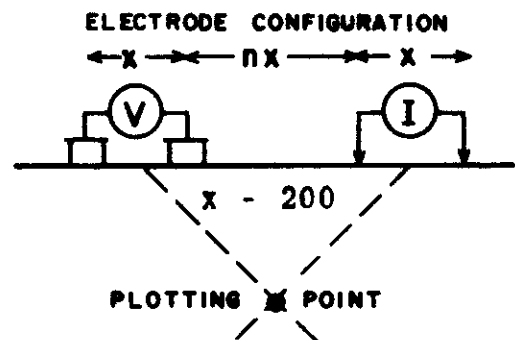 ELECTRODE CONFIGURATION
x nx x
V I
x - 200
PLOTTING POINT